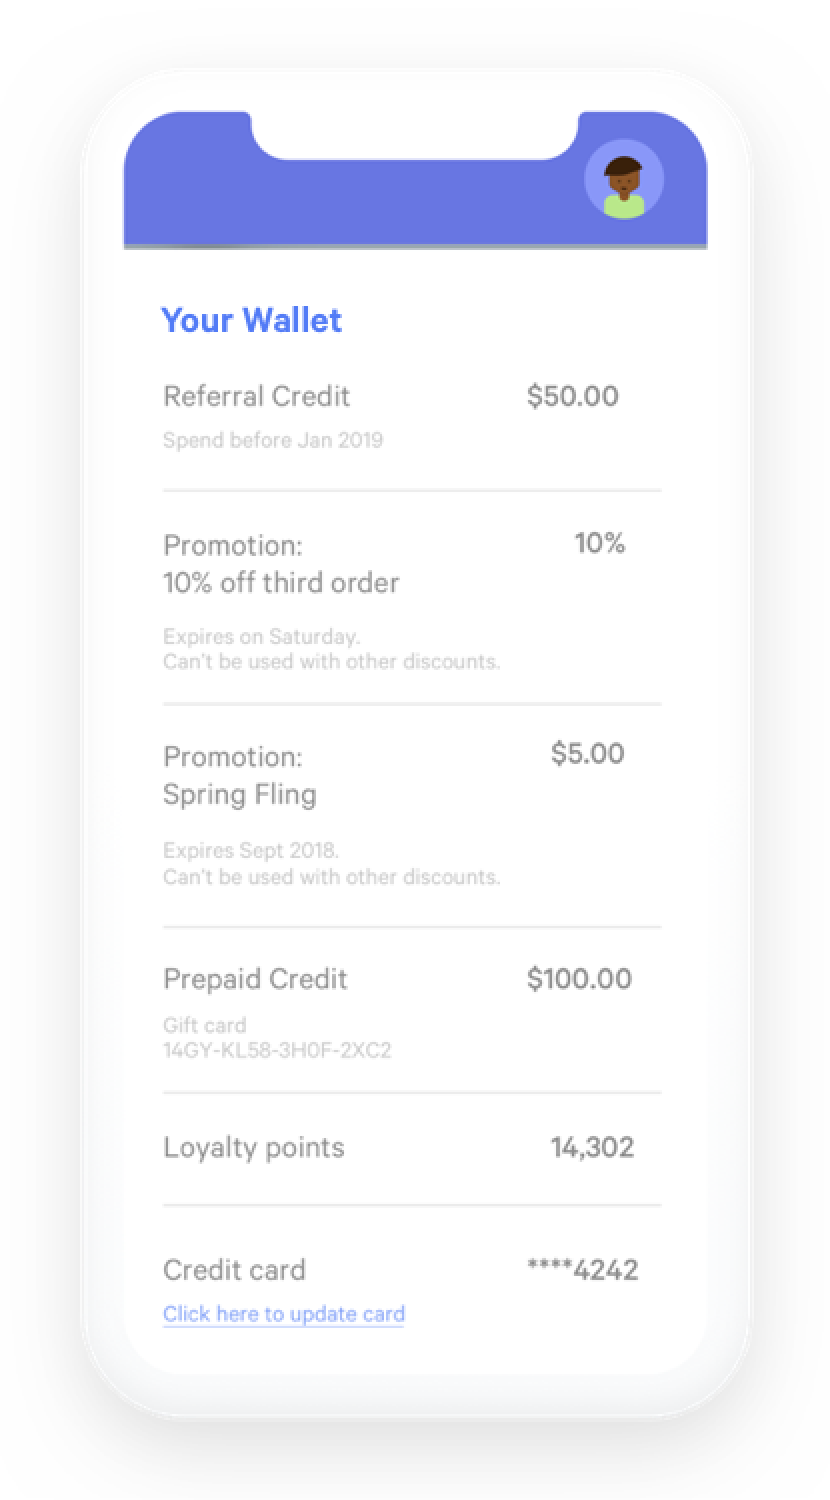 Your Wallet
Referral Credit $50.00
Spend before Jan 2019
Promotion: 10%
10% off third order
Expires on Saturday.
Can't be used with other discounts.
Promotion: $5.00
Spring Fling
Expires Sept 2018.
Can't be used with other discounts.
Prepaid Credit $100.00
Gift card
14GY-KL58-3H0F-2XC2
Loyalty points 14,302
Credit card ****4242
Click here to update card